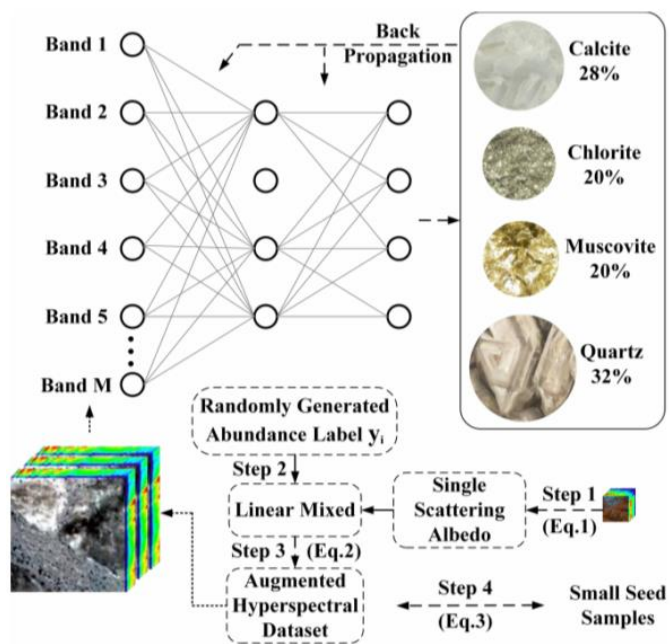 Band 1
Band 2
Band 3
Band 4
Band 5
Band M
Back
Propagation
Calcite
28%
Chlorite
20%
Muscovite
20%
Quartz
32%
Randomly Generated
Abundance Label yᵢ
Step 2
Linear Mixed
Single
Scattering
Albedo
Step 1
(Eq.1)
Step 3 (Eq.2)
Augmented
Hyperspectral
Dataset
Step 4
(Eq.3)
Small Seed
Samples